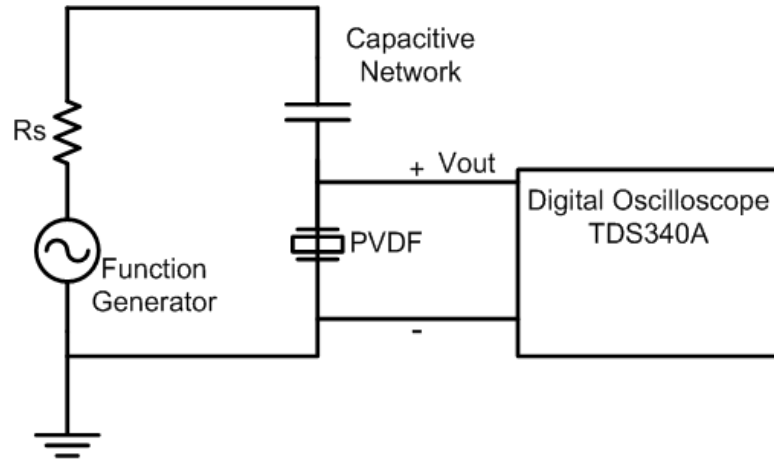 Capacitive
Network
Rs
+ Vout
Digital Oscilloscope
TDS340A
PVDF
Function
Generator
-